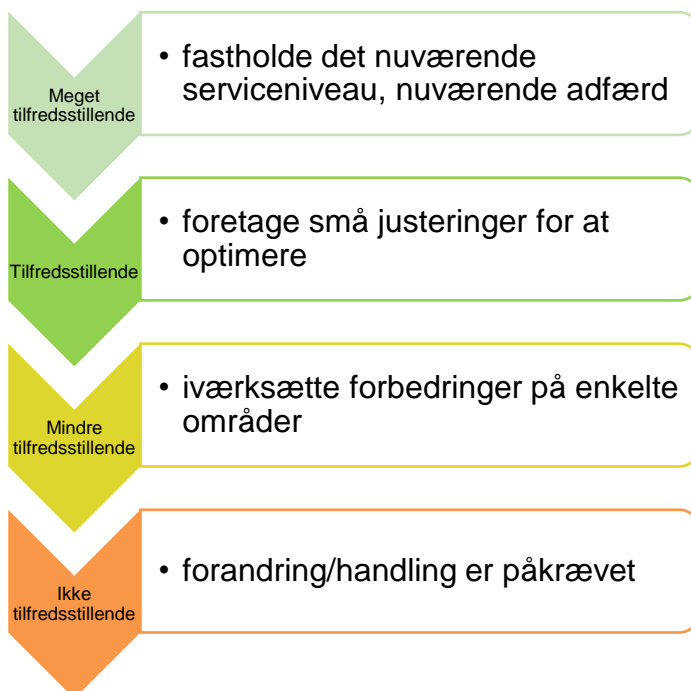 Meget
tilfredsstillende
• fastholde det nuværende
serviceniveau, nuværende adfærd
Tilfredsstillende
• foretage små justeringer for at
optimere
Mindre
tilfredsstillende
• iværksætte forbedringer på enkelte
områder
Ikke
tilfredsstillende
• forandring/handling er påkrævet